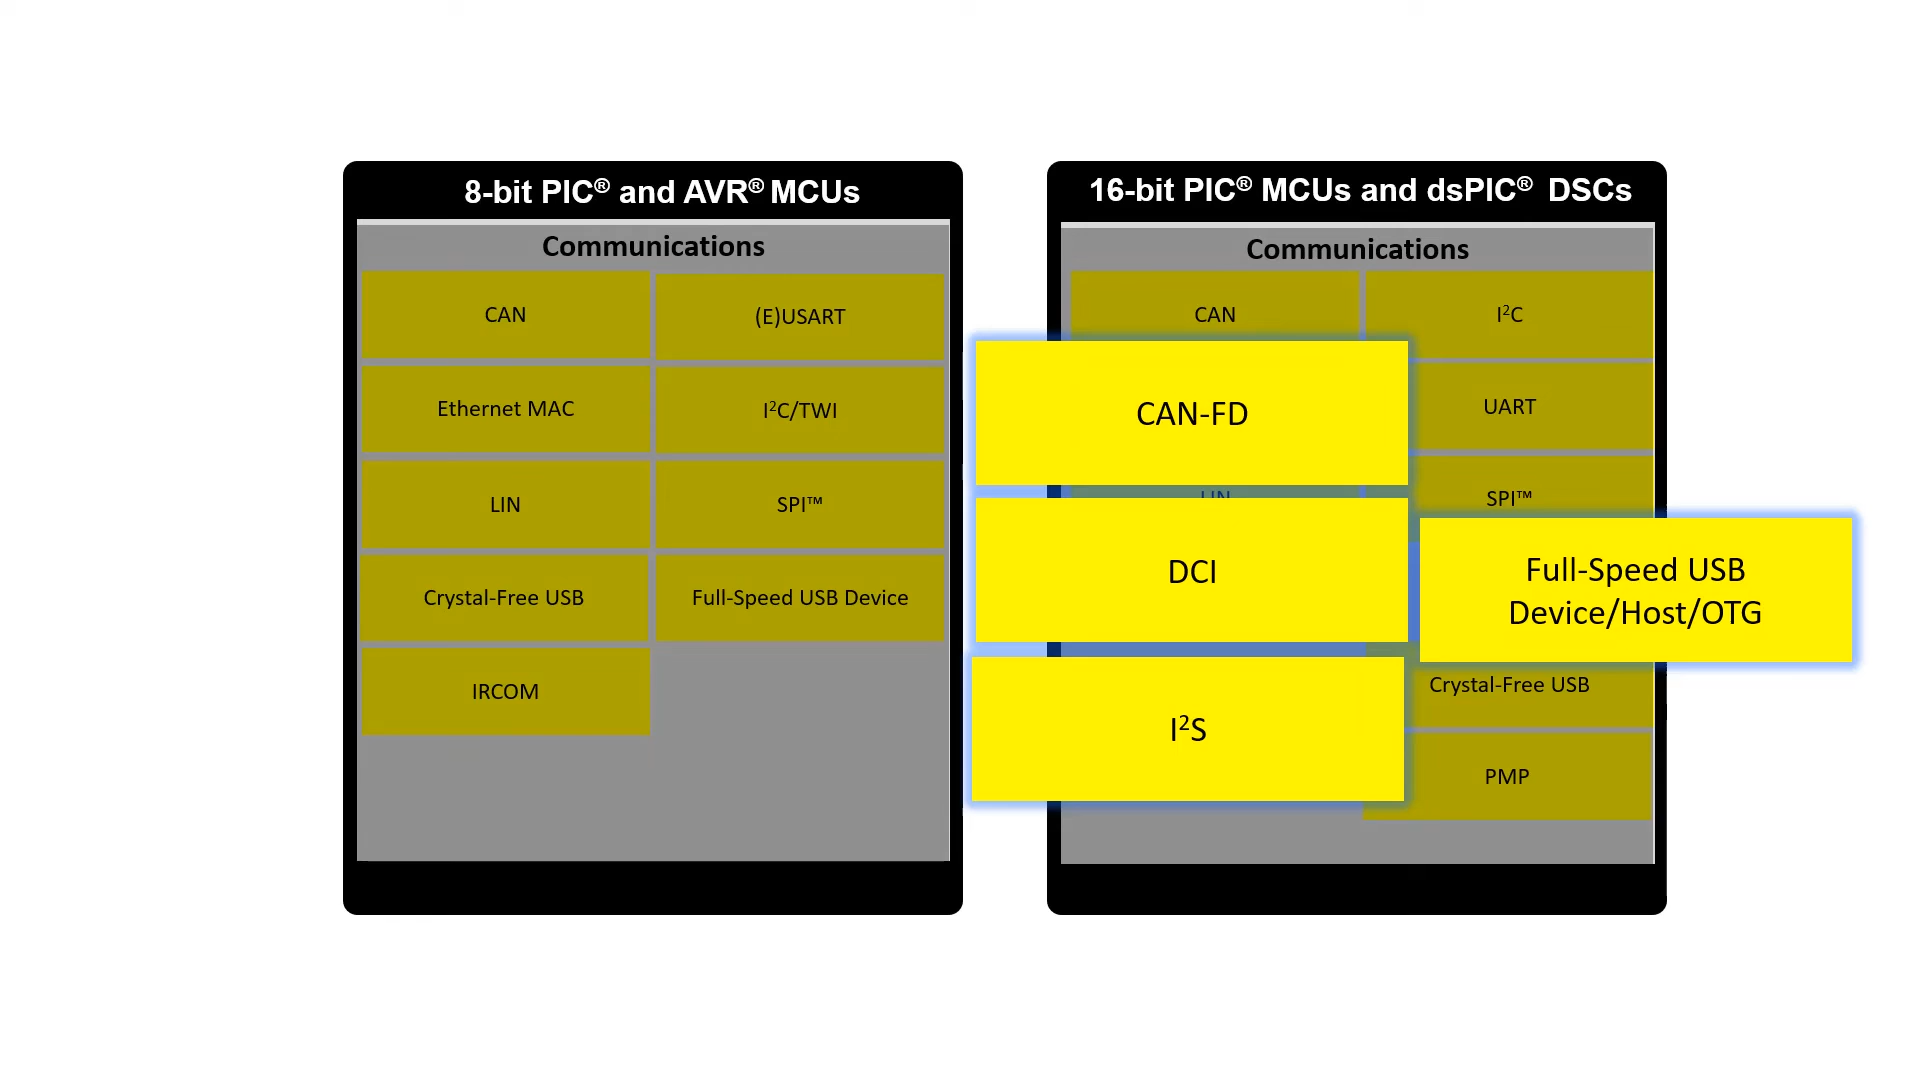 8-bit PIC® and AVR® MCUs
Communications
CAN
(E)USART
Ethernet MAC
I²C/TWI
LIN
SPI™
Crystal-Free USB
Full-Speed USB Device
IRCOM
16-bit PIC® MCUs and dsPIC® DSCs
Communications
CAN
I²C
CAN-FD
UART
SPI™
DCI
Full-Speed USB
Device/Host/OTG
Crystal-Free USB
I²S
PMP